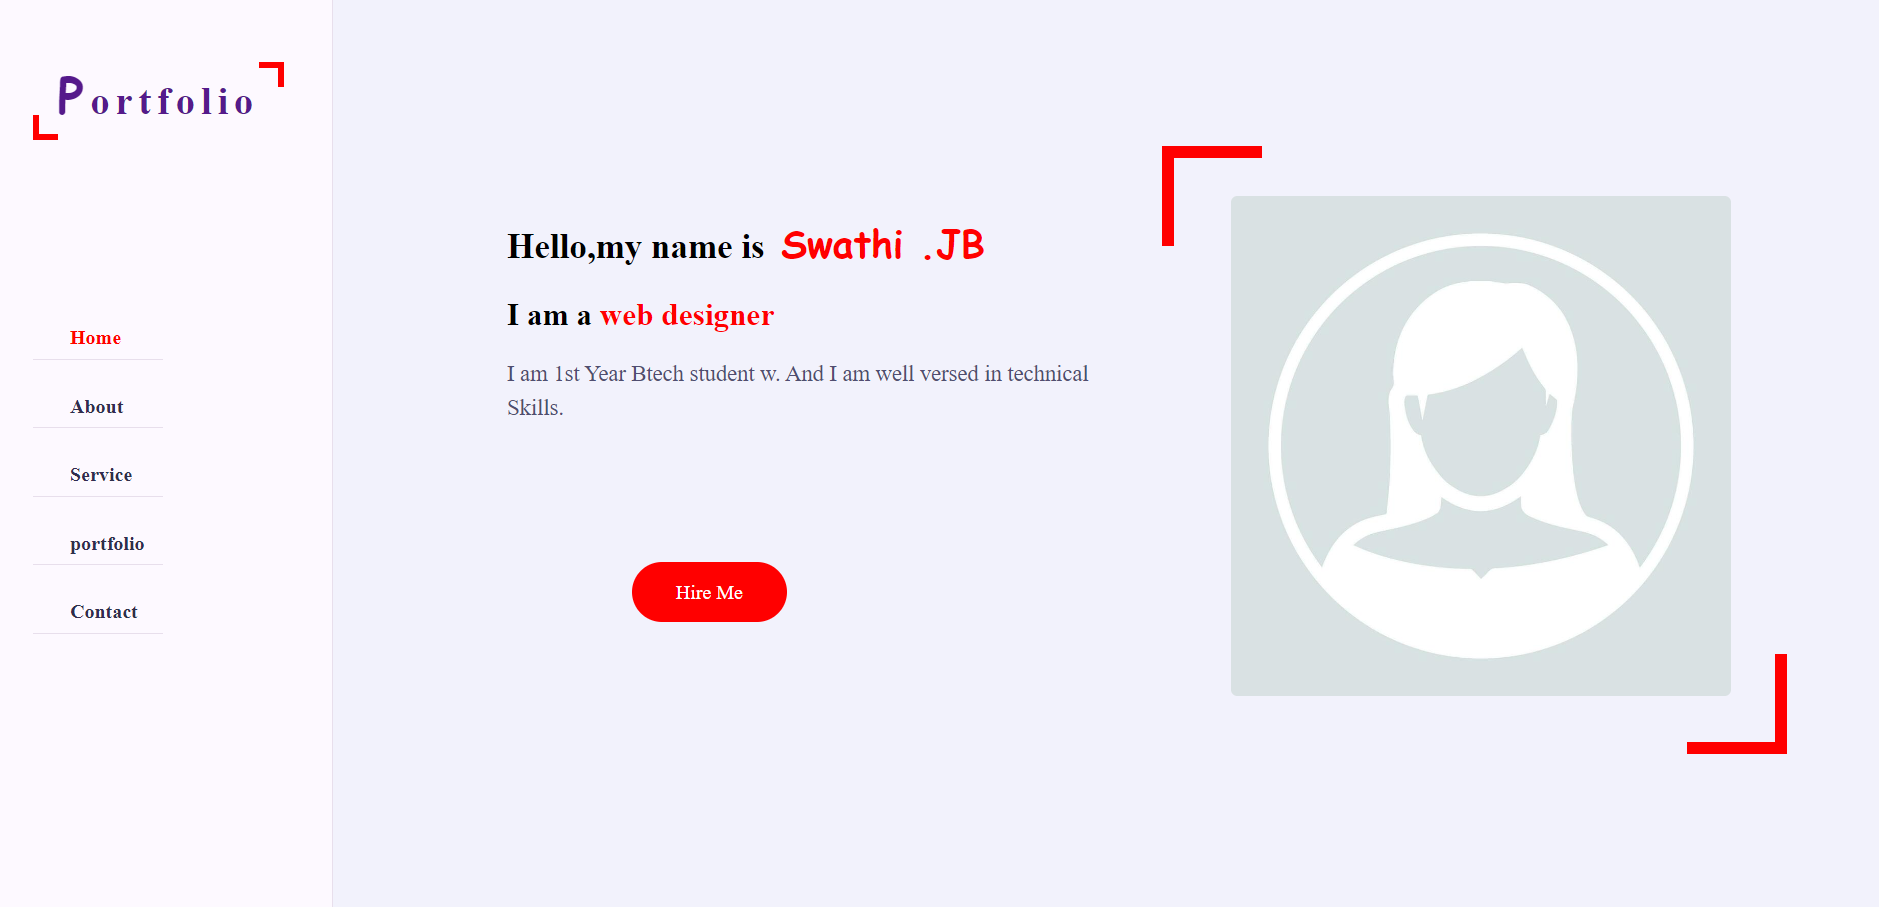 Portfolio
Home
About
Service
portfolio
Contact
Hello,my name is Swathi .JB
I am a web designer
I am 1st Year Btech student w. And I am well versed in technical
Skills.
Hire Me